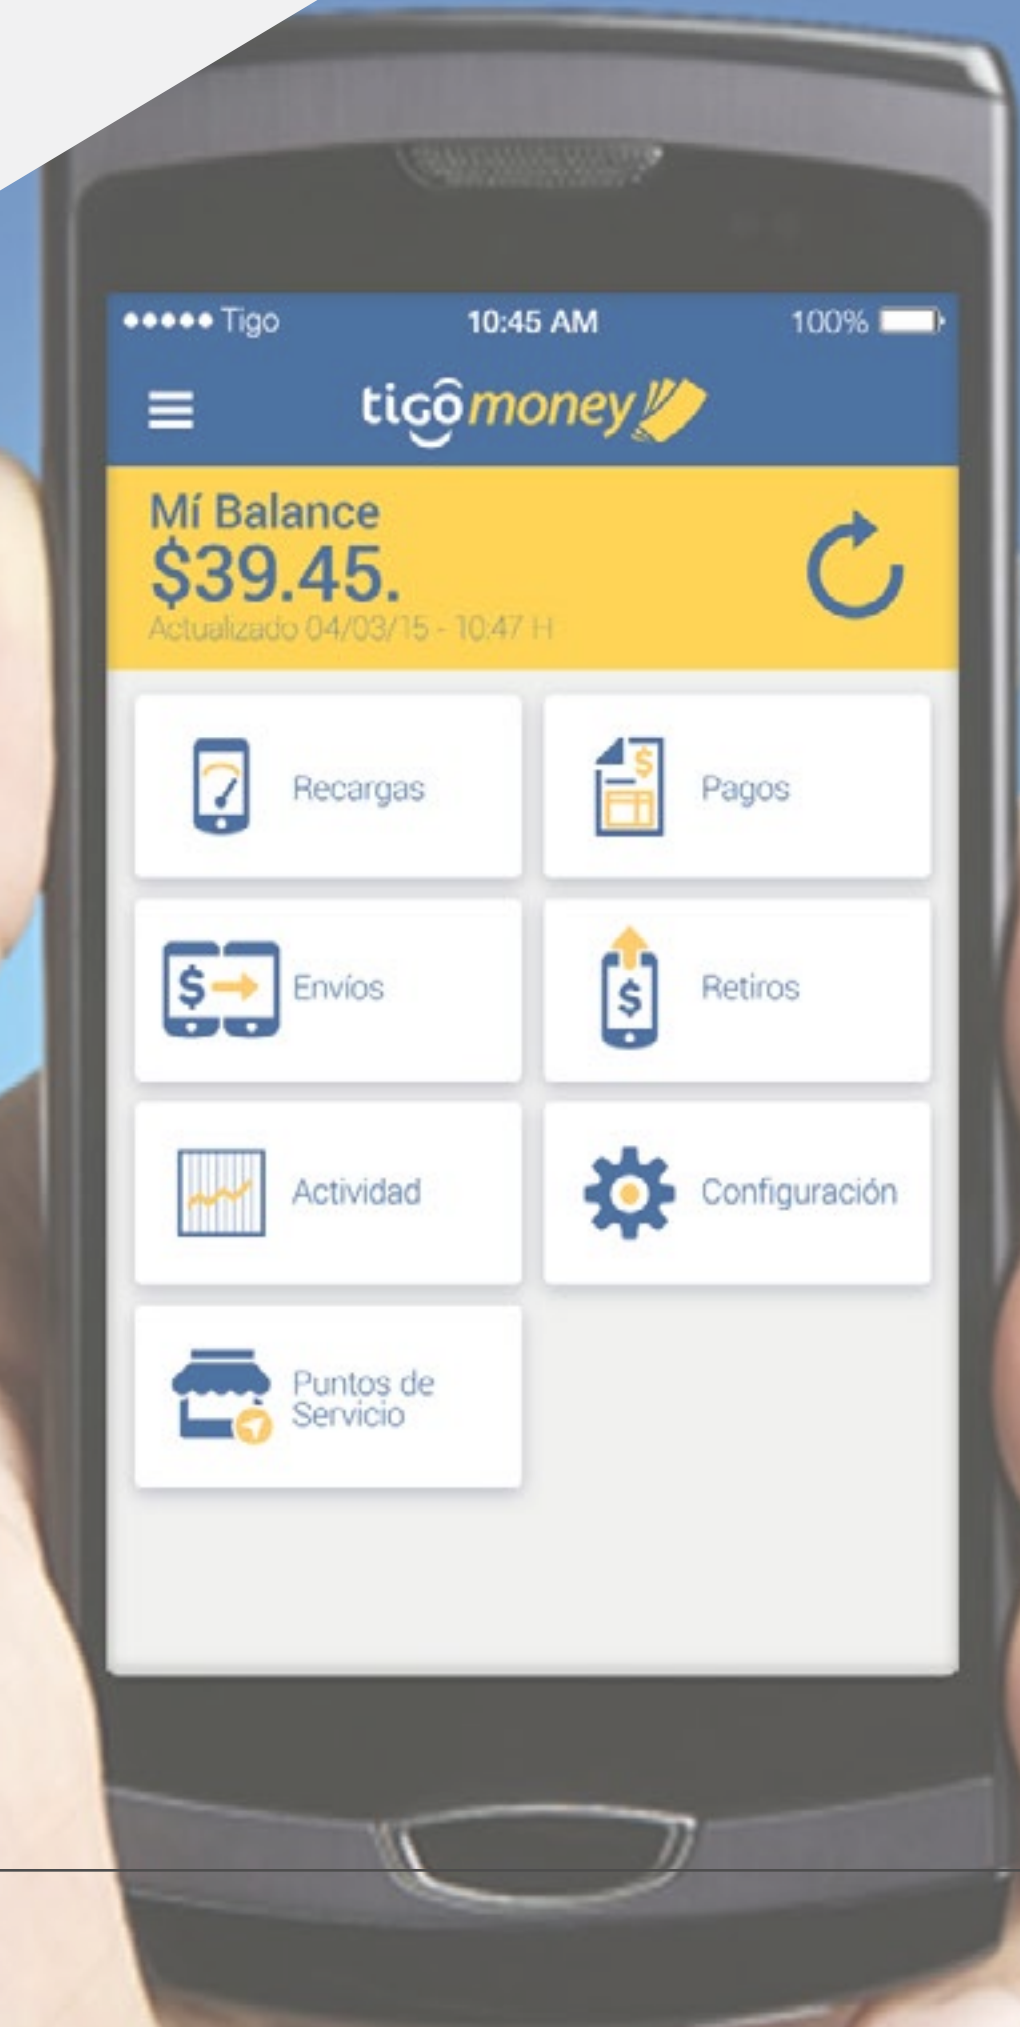 Tigo 10:45 AM 100%
tigô money
Mí Balance
$39.45.
Actualizado 04/03/15 - 10:47 H
Recargas
Pagos
Envíos
Retiros
Actividad
Configuración
Puntos de
Servicio